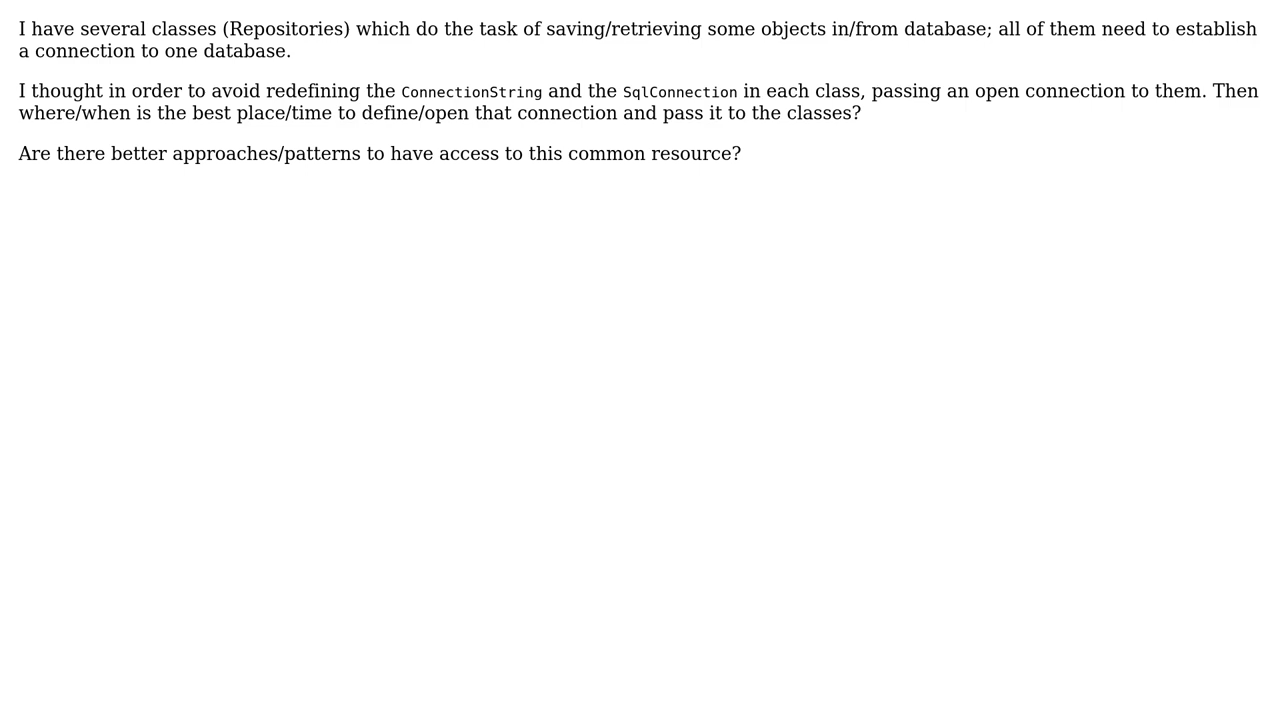 I have several classes (Repositories) which do the task of saving/retrieving some objects in/from database; all of them need to establish
a connection to one database.
I thought in order to avoid redefining the ConnectionString and the SqlConnection in each class, passing an open connection to them. Then
where/when is the best place/time to define/open that connection and pass it to the classes?
Are there better approaches/patterns to have access to this common resource?